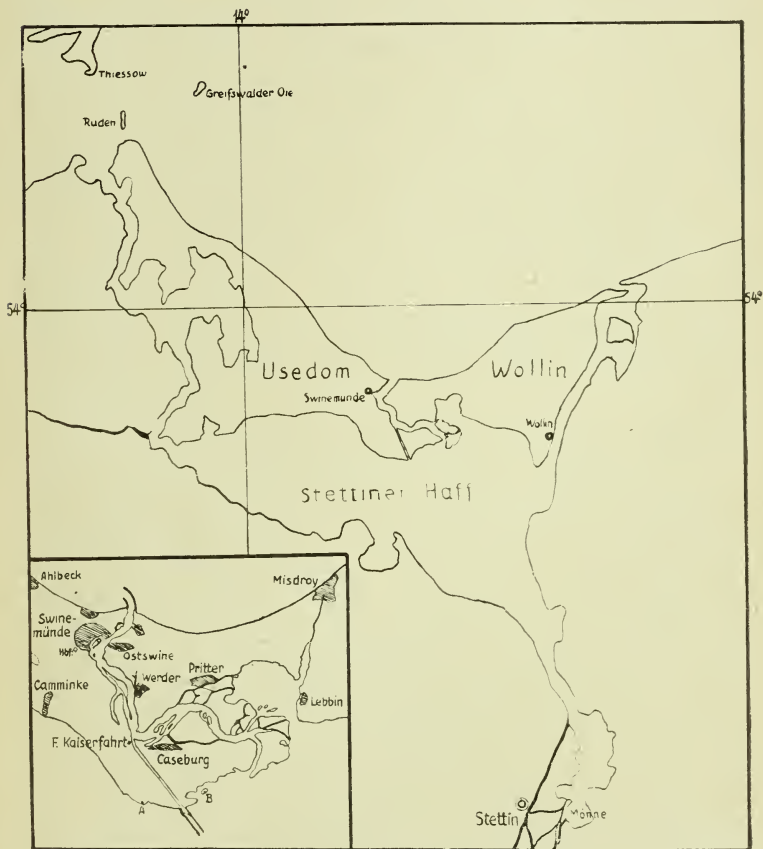 14°
Thiessow
Greifswalder Oie
Ruden
54°
54°
Usedom
Wollin
Swinemünde
Wollin
Stettiner Haff
Ahlbeck
Misdroy
Swine-
münde
Hbf.
Ostswine
Werder
Pritter
Camminke
Lebbin
F. Kaiserfahrt
Caseburg
A
B
Stettin
Mönne